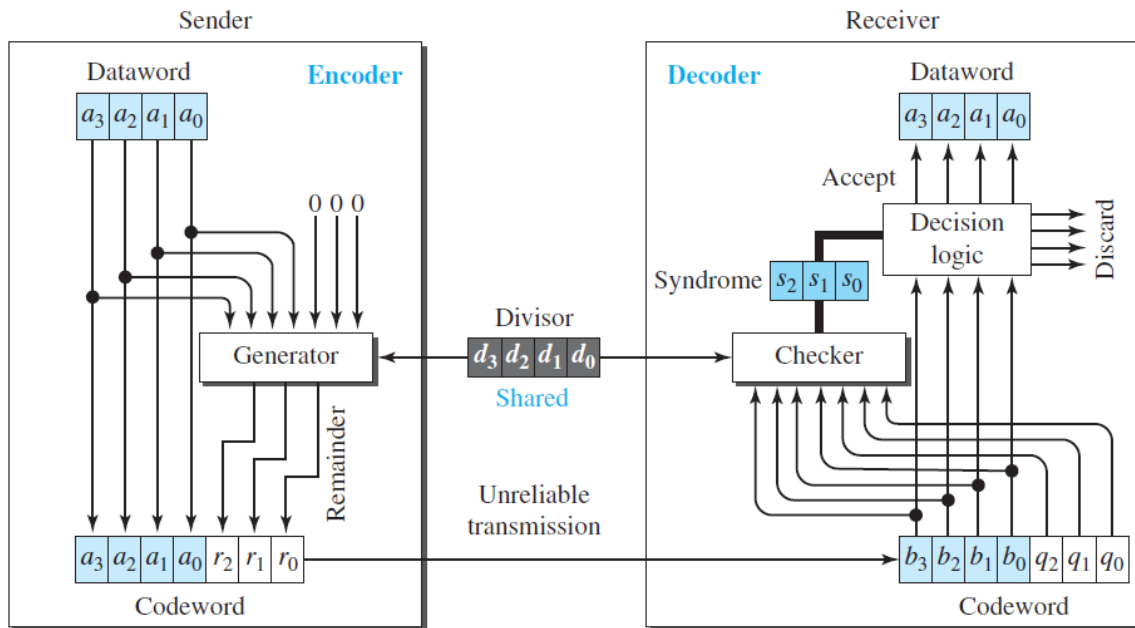 Sender
Receiver
Dataword
Encoder
a3 a2 a1 a0
0 0 0
Generator
Remainder
a3 a2 a1 a0 r2 r1 r0
Codeword
Divisor
d3 d2 d1 d0
Shared
Unreliable
transmission
Decoder
Dataword
a3 a2 a1 a0
Accept
Decision
logic
Discard
Syndrome s2 s1 s0
Checker
b3 b2 b1 b0 q2 q1 q0
Codeword